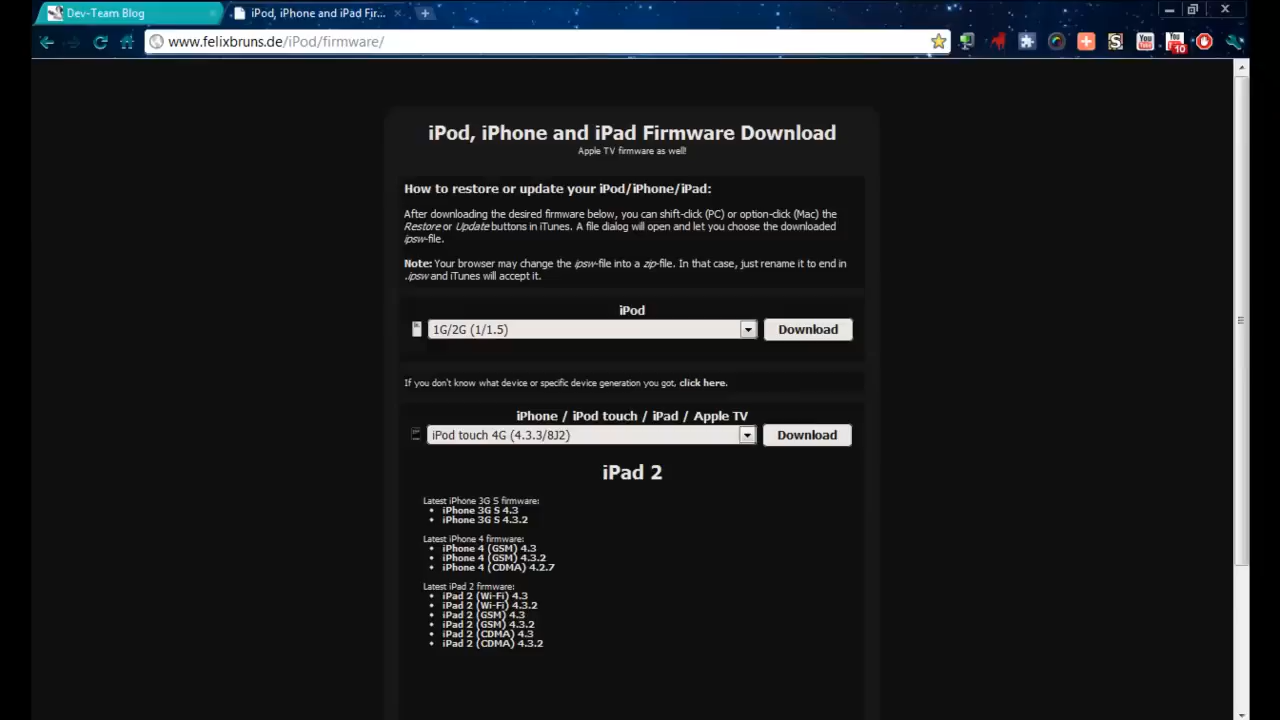 Dev-Team Blog
iPod, iPhone and iPad Fir...
www.felixbruns.de/iPod/firmware/
10
iPod, iPhone and iPad Firmware Download
Apple TV firmware as well!
How to restore or update your iPod/iPhone/iPad:
After downloading the desired firmware below, you can shift-click (PC) or option-click (Mac) the
Restore or Update buttons in iTunes. A file dialog will open and let you choose the downloaded
ipsw-file.
Note: Your browser may change the ipsw-file into a zip-file. In that case, just rename it to end in
.ipsw and iTunes will accept it.
iPod
1G/2G (1/1.5)
Download
If you don't know what device or specific device generation you got, click here.
iPhone / iPod touch / iPad / Apple TV
iPod touch 4G (4.3.3/8J2)
Download
iPad 2
Latest iPhone 3G S firmware:
• iPhone 3G S 4.3
• iPhone 3G S 4.3.2
Latest iPhone 4 firmware:
• iPhone 4 (GSM) 4.3
• iPhone 4 (GSM) 4.3.2
• iPhone 4 (CDMA) 4.2.7
Latest iPad 2 firmware:
• iPad 2 (Wi-Fi) 4.3
• iPad 2 (Wi-Fi) 4.3.2
• iPad 2 (GSM) 4.3
• iPad 2 (GSM) 4.3.2
• iPad 2 (CDMA) 4.3
• iPad 2 (CDMA) 4.3.2